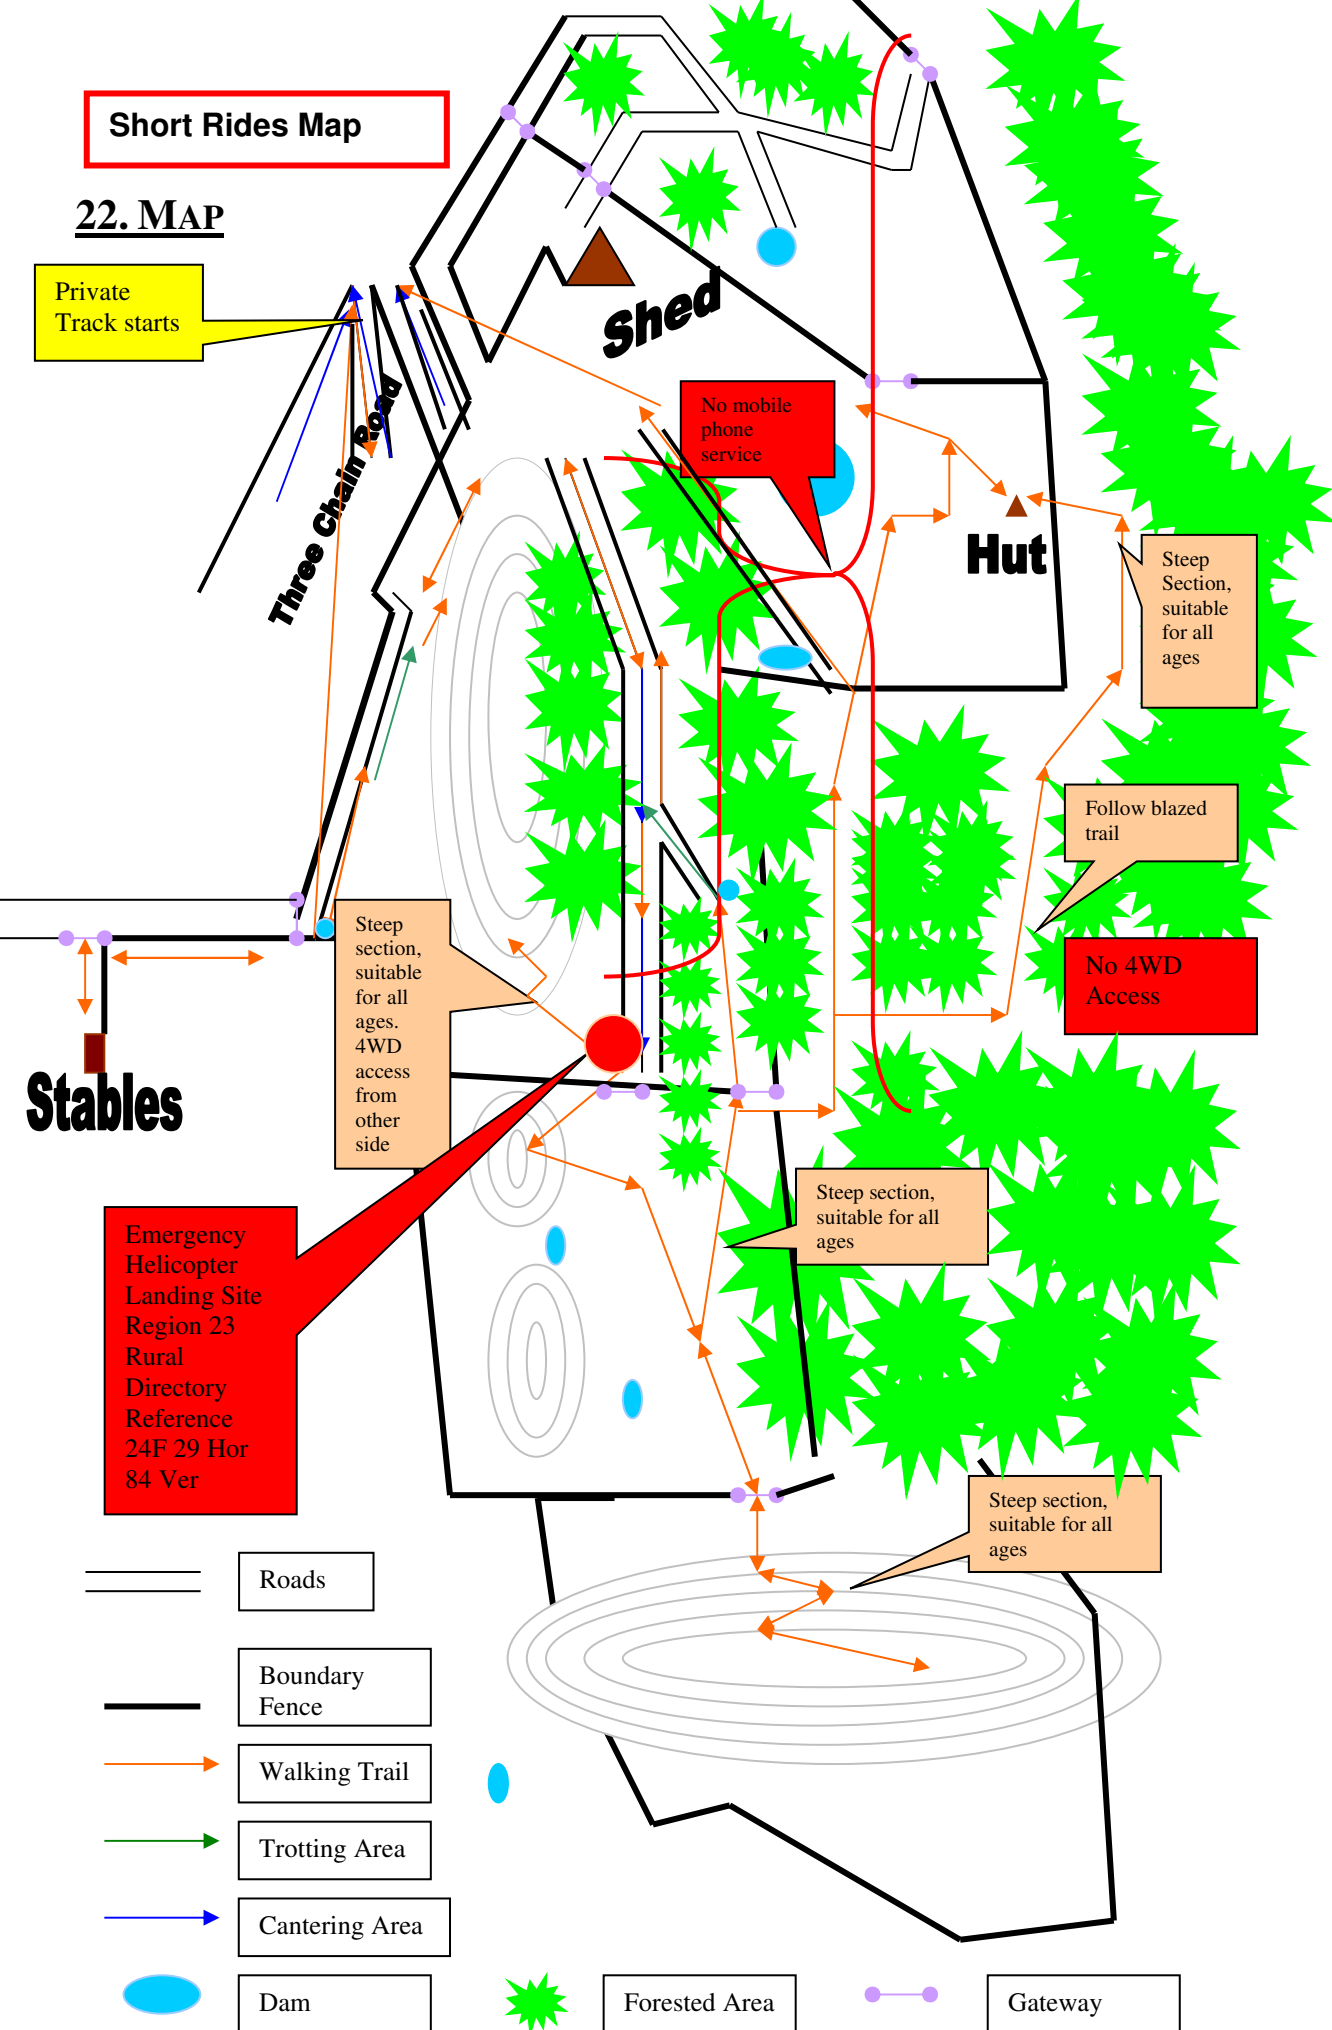 Short Rides Map
22. MAP
Private
Track starts
Shed
No mobile
phone
service
Three Chain Road
Hut
Steep
Section,
suitable
for all
ages
Follow blazed
trail
No 4WD
Access
Steep
section,
suitable
for all
ages.
4WD
access
from
other
side
Stables
Steep section,
suitable for all
ages
Emergency
Helicopter
Landing Site
Region 23
Rural
Directory
Reference
24F 29 Hor
84 Ver
Steep section,
suitable for all
ages
Roads
Boundary
Fence
Walking Trail
Trotting Area
Cantering Area
Dam
Forested Area
Gateway